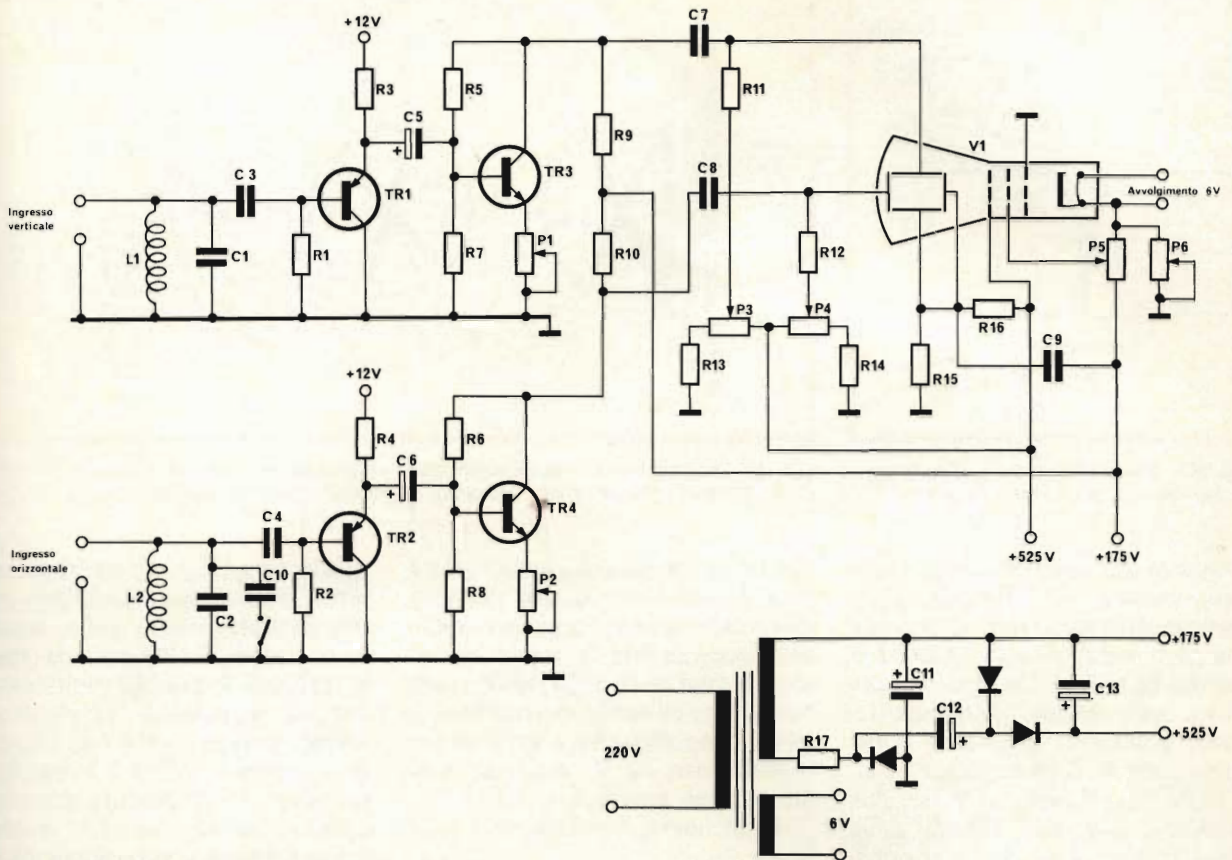 +12V
R3
C5
+
R5
C7
R11
R9
TR3
TR1
C 3
Ingresso
verticale
L1
C1
R1
R7
P1
R10
C8
R12
V1
Avvolgimento 6V
P5
P6
P3
P4
R13
R14
R15
R16
C9
+12V
R4
C6
+
R6
TR4
TR2
C4
Ingresso
orizzontale
L2
C2
C10
R2
R8
P2
+525V
+175V
220V
R17
6V
C11
+
C12
+
C13
+
+175V
+525V